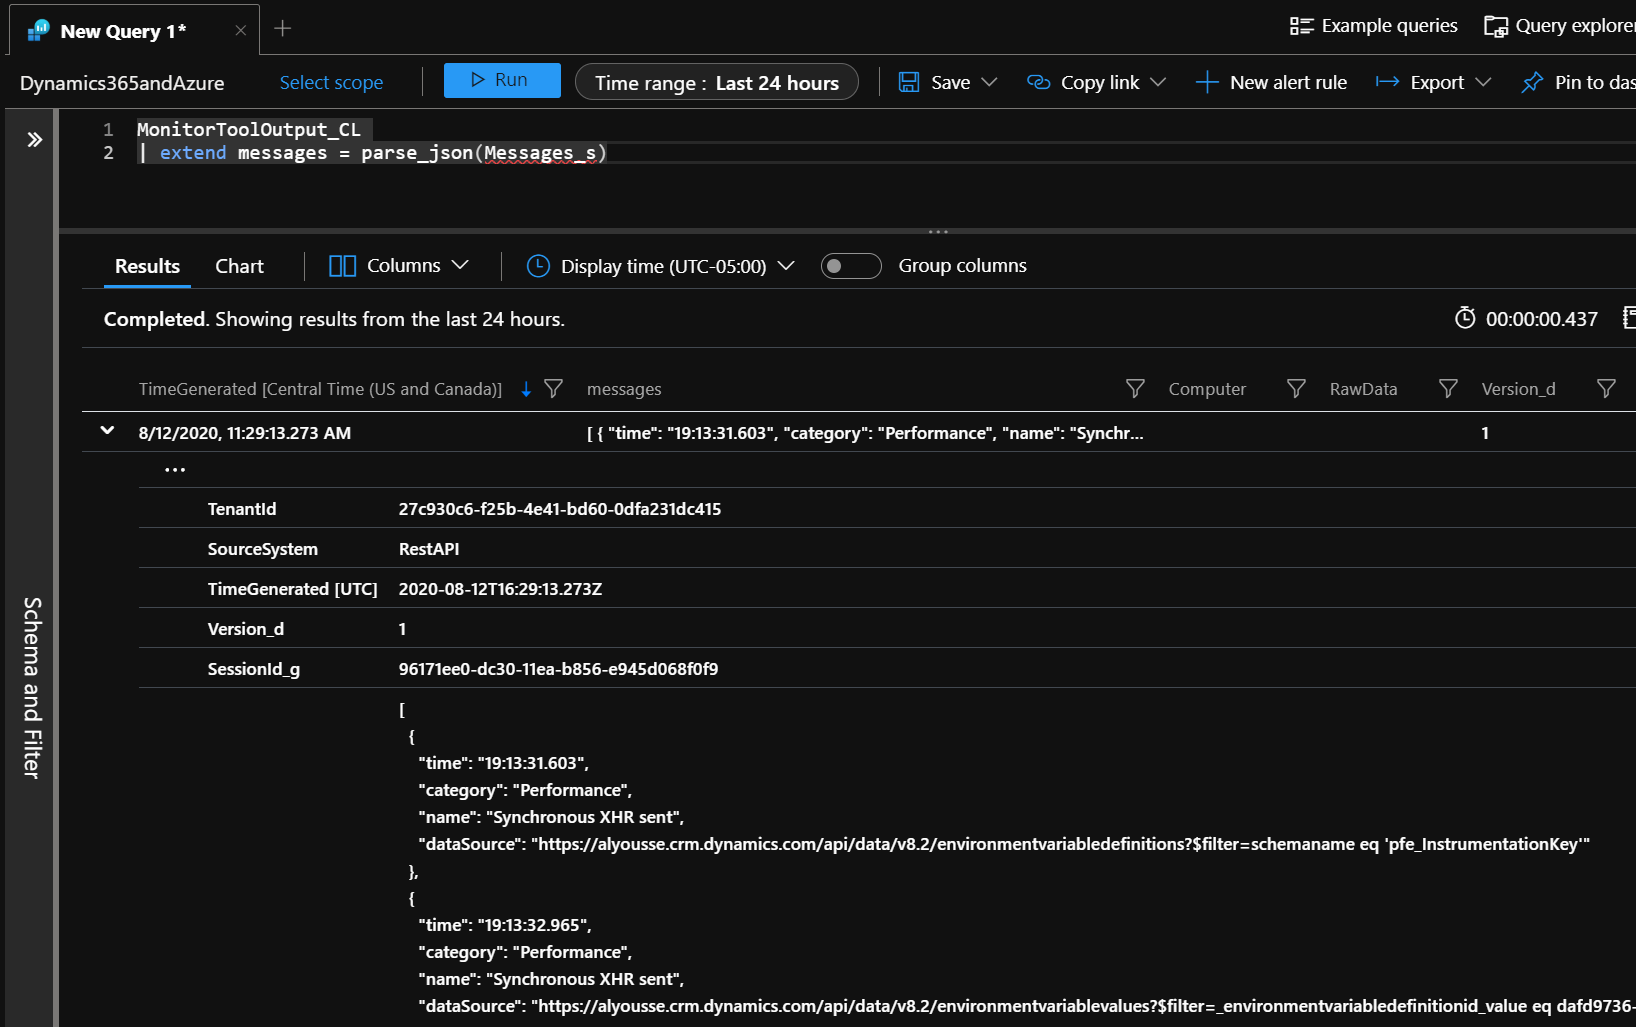 New Query 1*
Example queries
Query explorer
Dynamics365andAzure
Select scope
Run
Time range : Last 24 hours
Save
Copy link
New alert rule
Export
Pin to das
1 MonitorToolOutput_CL
2 | extend messages = parse_json(Messages_s)
Results
Chart
Columns
Display time (UTC-05:00)
Group columns
Completed. Showing results from the last 24 hours.
00:00:00.437
TimeGenerated [Central Time (US and Canada)]
messages
Computer
RawData
Version_d
8/12/2020, 11:29:13.273 AM
[ { "time": "19:13:31.603", "category": "Performance", "name": "Synchr...
1
...
TenantId 27c930c6-f25b-4e41-bd60-0dfa231dc415
SourceSystem RestAPI
TimeGenerated [UTC] 2020-08-12T16:29:13.273Z
Version_d 1
SessionId_g 96171ee0-dc30-11ea-b856-e945d068f0f9
[
{
"time": "19:13:31.603",
"category": "Performance",
"name": "Synchronous XHR sent",
"dataSource": "https://alyousse.crm.dynamics.com/api/data/v8.2/environmentvariabledefinitions?$filter=schemaname eq 'pfe_InstrumentationKey'"
},
{
"time": "19:13:32.965",
"category": "Performance",
"name": "Synchronous XHR sent",
"dataSource": "https://alyousse.crm.dynamics.com/api/data/v8.2/environmentvariablevalues?$filter=_environmentvariabledefinitionid_value eq dafd9736-
Schema and Filter